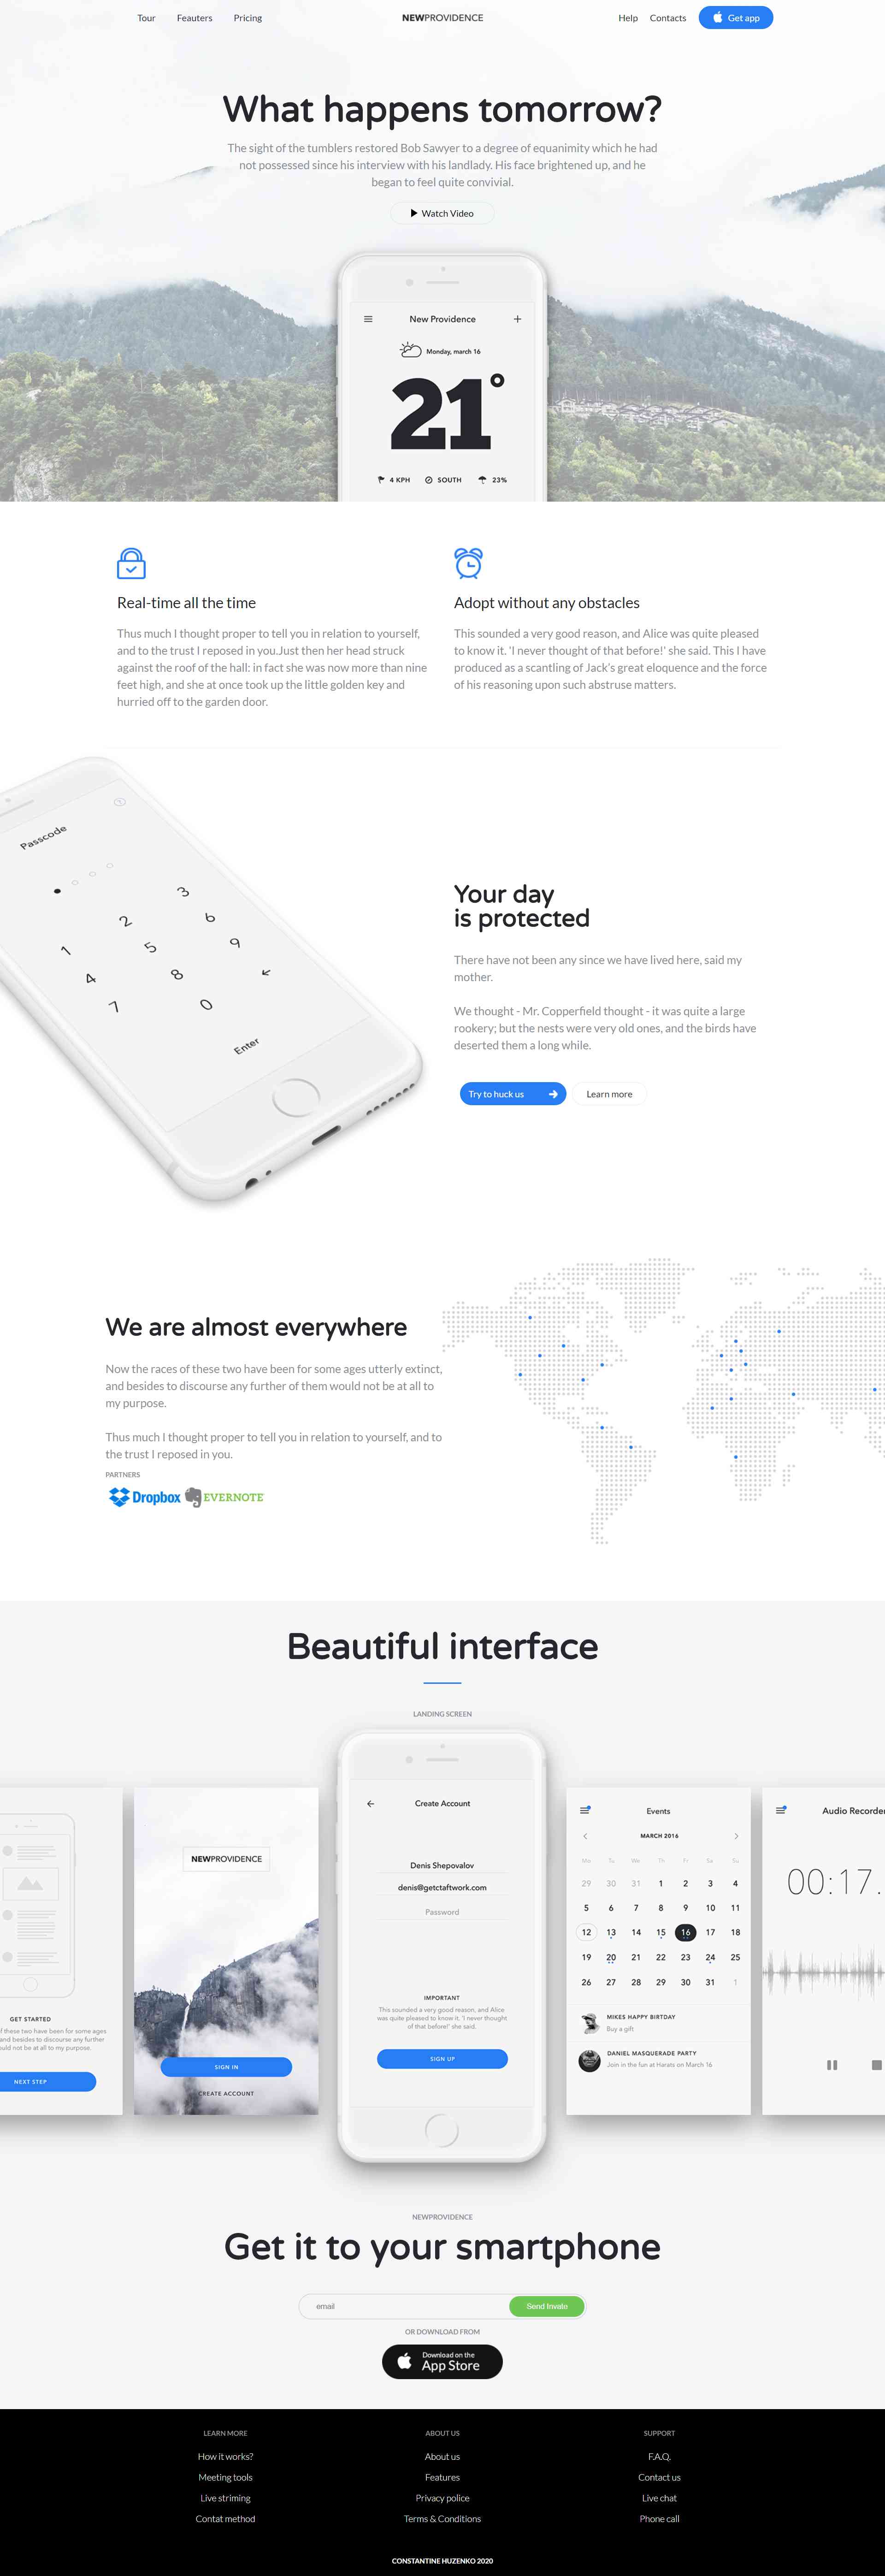 Tour Feauters Pricing NEWPROVIDENCE Help Contacts Get app
What happens tomorrow?
The sight of the tumblers restored Bob Sawyer to a degree of equanimity which he had
not possessed since his interview with his landlady. His face brightened up, and he
began to feel quite convivial.
Watch Video
New Providence
Monday, march 16
21°
4 KPH SOUTH 23%
Real-time all the time
Thus much I thought proper to tell you in relation to yourself,
and to the trust I reposed in you.Just then her head struck
against the roof of the hall: in fact she was now more than nine
feet high, and she at once took up the little golden key and
hurried off to the garden door.
Adopt without any obstacles
This sounded a very good reason, and Alice was quite pleased
to know it. 'I never thought of that before!' she said. This I have
produced as a scantling of Jack's great eloquence and the force
of his reasoning upon such abstruse matters.
Passcode
1 2 3
4 5 6
7 8 9
0
Enter
Your day
is protected
There have not been any since we have lived here, said my
mother.
We thought - Mr. Copperfield thought - it was quite a large
rookery; but the nests were very old ones, and the birds have
deserted them a long while.
Try to huck us
Learn more
We are almost everywhere
Now the races of these two have been for some ages utterly extinct,
and besides to discourse any further of them would not be at all to
my purpose.
Thus much I thought proper to tell you in relation to yourself, and to
the trust I reposed in you.
PARTNERS
Dropbox EVERNOTE
Beautiful interface
LANDING SCREEN
GET STARTED
f these two have been for some ages
and besides to discourse any further
uld not be at all to my purpose.
NEXT STEP
NEWPROVIDENCE
SIGN IN
CREATE ACCOUNT
Create Account
Denis Shepovalov
denis@getctaftwork.com
Password
IMPORTANT
This sounded a very good reason, and Alice
was quite pleased to know it. 'I never thought
of that before!' she said.
SIGN UP
Events
MARCH 2016
Mo Tu We Th Fr Sa Su
29 30 31 1 2 3 4
5 6 7 8 9 10 11
12 13 14 15 16 17 18
19 20 21 22 23 24 25
26 27 28 29 30 31 1
MIKES HAPPY BIRTDAY
Buy a gift
DANIEL MASQUERADE PARTY
Join in the fun at Harats on March 16
Audio Recorder
00:17.
NEWPROVIDENCE
Get it to your smartphone
email
Send Invate
OR DOWNLOAD FROM
Download on the
App Store
LEARN MORE
How it works?
Meeting tools
Live striming
Contat method
ABOUT US
About us
Features
Privacy police
Terms & Conditions
SUPPORT
F.A.Q.
Contact us
Live chat
Phone call
CONSTANTINE HUZENKO 2020